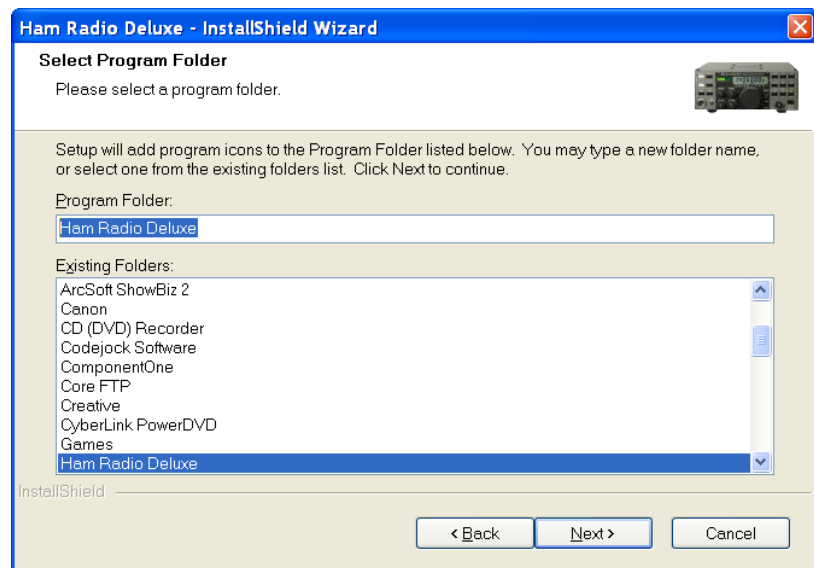 Ham Radio Deluxe - InstallShield Wizard
Select Program Folder
Please select a program folder.
Setup will add program icons to the Program Folder listed below. You may type a new folder name,
or select one from the existing folders list. Click Next to continue.
Program Folder:
Ham Radio Deluxe
Existing Folders:
ArcSoft ShowBiz 2
Canon
CD (DVD) Recorder
Codejock Software
ComponentOne
Core FTP
Creative
CyberLink PowerDVD
Games
Ham Radio Deluxe
InstallShield
< Back
Next >
Cancel